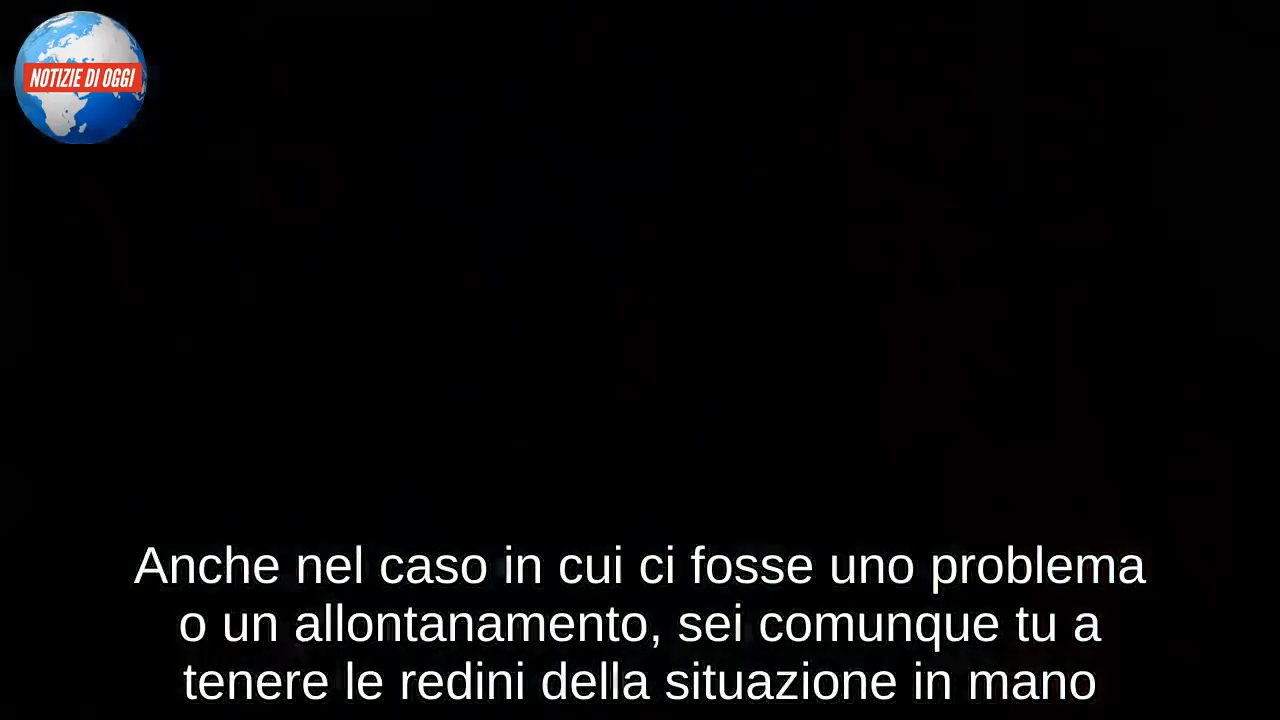 NOTIZIE DI OGGI
Anche nel caso in cui ci fosse uno problema
o un allontanamento, sei comunque tu a
tenere le redini della situazione in mano